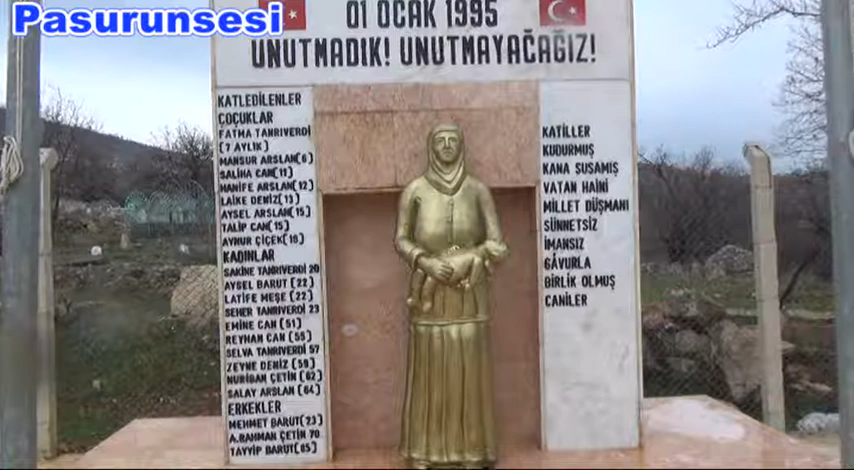 Pasurunsesi
01 OCAK 1995
UNUTMADIK! UNUTMAYAĞIZ!
KATLEDİLENLER
ÇOÇUKLAR
FATMA TANRIVERDİ
(7 AYLIK)
MANSUR ARSLAN(6
SALİHA CAN(11)
HANİFE ARSLAN(12
LAİKE DENİZ(13)
AYSEL ARSLAN(15
TALİP CAN(15)
AYNUR ÇİÇEK(18)
KADINLAR
SAKİNE TANRIVERDİ 20
AYSEL BARUT(22)
LATİFE MEŞE(22)
SEHER TANRIVERDİ 23
EMİNE CAN(51)
REYHAN CAN(55)
SELVA TANRIVERDİ 57
ZEYNE DENİZ(59)
NURİBAN ÇETİN(62
SALAY ARSLAN(64)
ERKEKLER
MEHMET BARUT(23)
A.RAHMAN ÇETİN 70
TAYYİP BARUT(85)
KATİLLER
KUDURMUŞ
KANA SUSAMIŞ
VATAN HAİNİ
MİLLET DÜŞMANI
SÜNNETSİZ
İMANSIZ
GÂVURLA
BİRLİK OLMUŞ
CANİLER